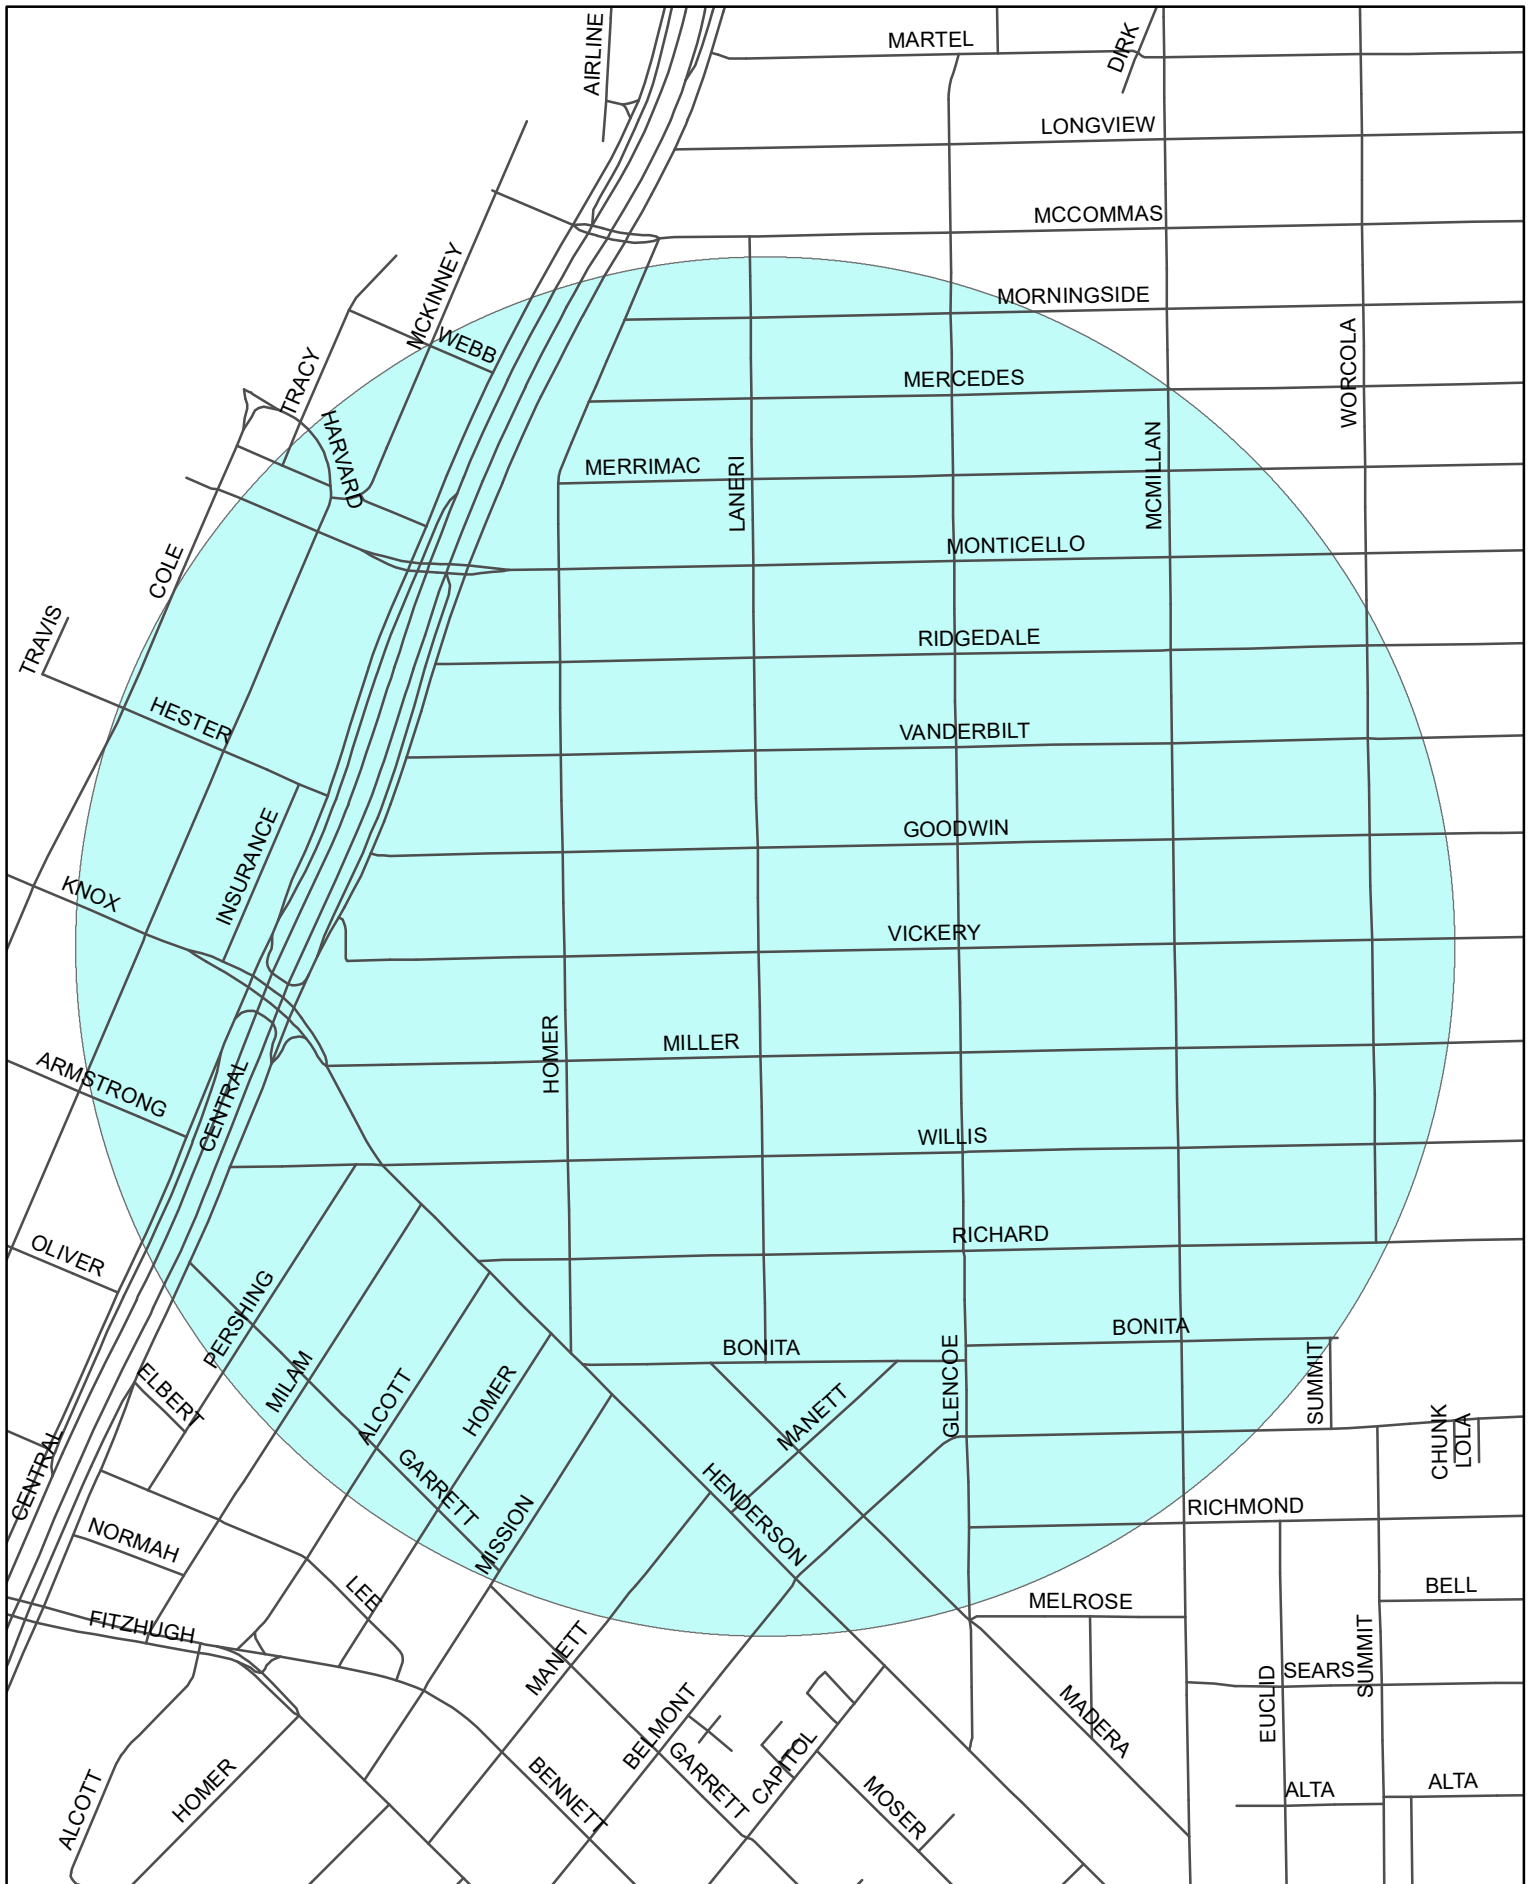 AIRLINE
MARTEL
DIRK
LONGVIEW
MCCOMMAS
MCKINNEY
MORNINGSIDE
WEBB
TRACY
MERCEDES
WORCOLA
HARVARD
MERRIMAC
LANERI
MCMILLAN
COLE
MONTICELLO
TRAVIS
RIDGEDALE
HESTER
VANDERBILT
INSURANCE
GOODWIN
KNOX
VICKERY
HOMER
MILLER
ARMSTRONG
CENTRAL
WILLIS
OLIVER
RICHARD
PERSHING
BONITA
BONITA
ELBERT
MILAM
ALCOTT
HOMER
GLENCOE
SUMMIT
MANETT
CHUNK
LOLA
CENTRAL
GARRETT
HENDERSON
MISSION
RICHMOND
NORMAH
LEE
BELL
MELROSE
FITZHUGH
MANETT
SUMMIT
SEARS
EUCLID
BELMONT
MADERA
CAPITOL
GARRETT
BENNETT
MOSER
HOMER
ALCOTT
ALTA
ALTA